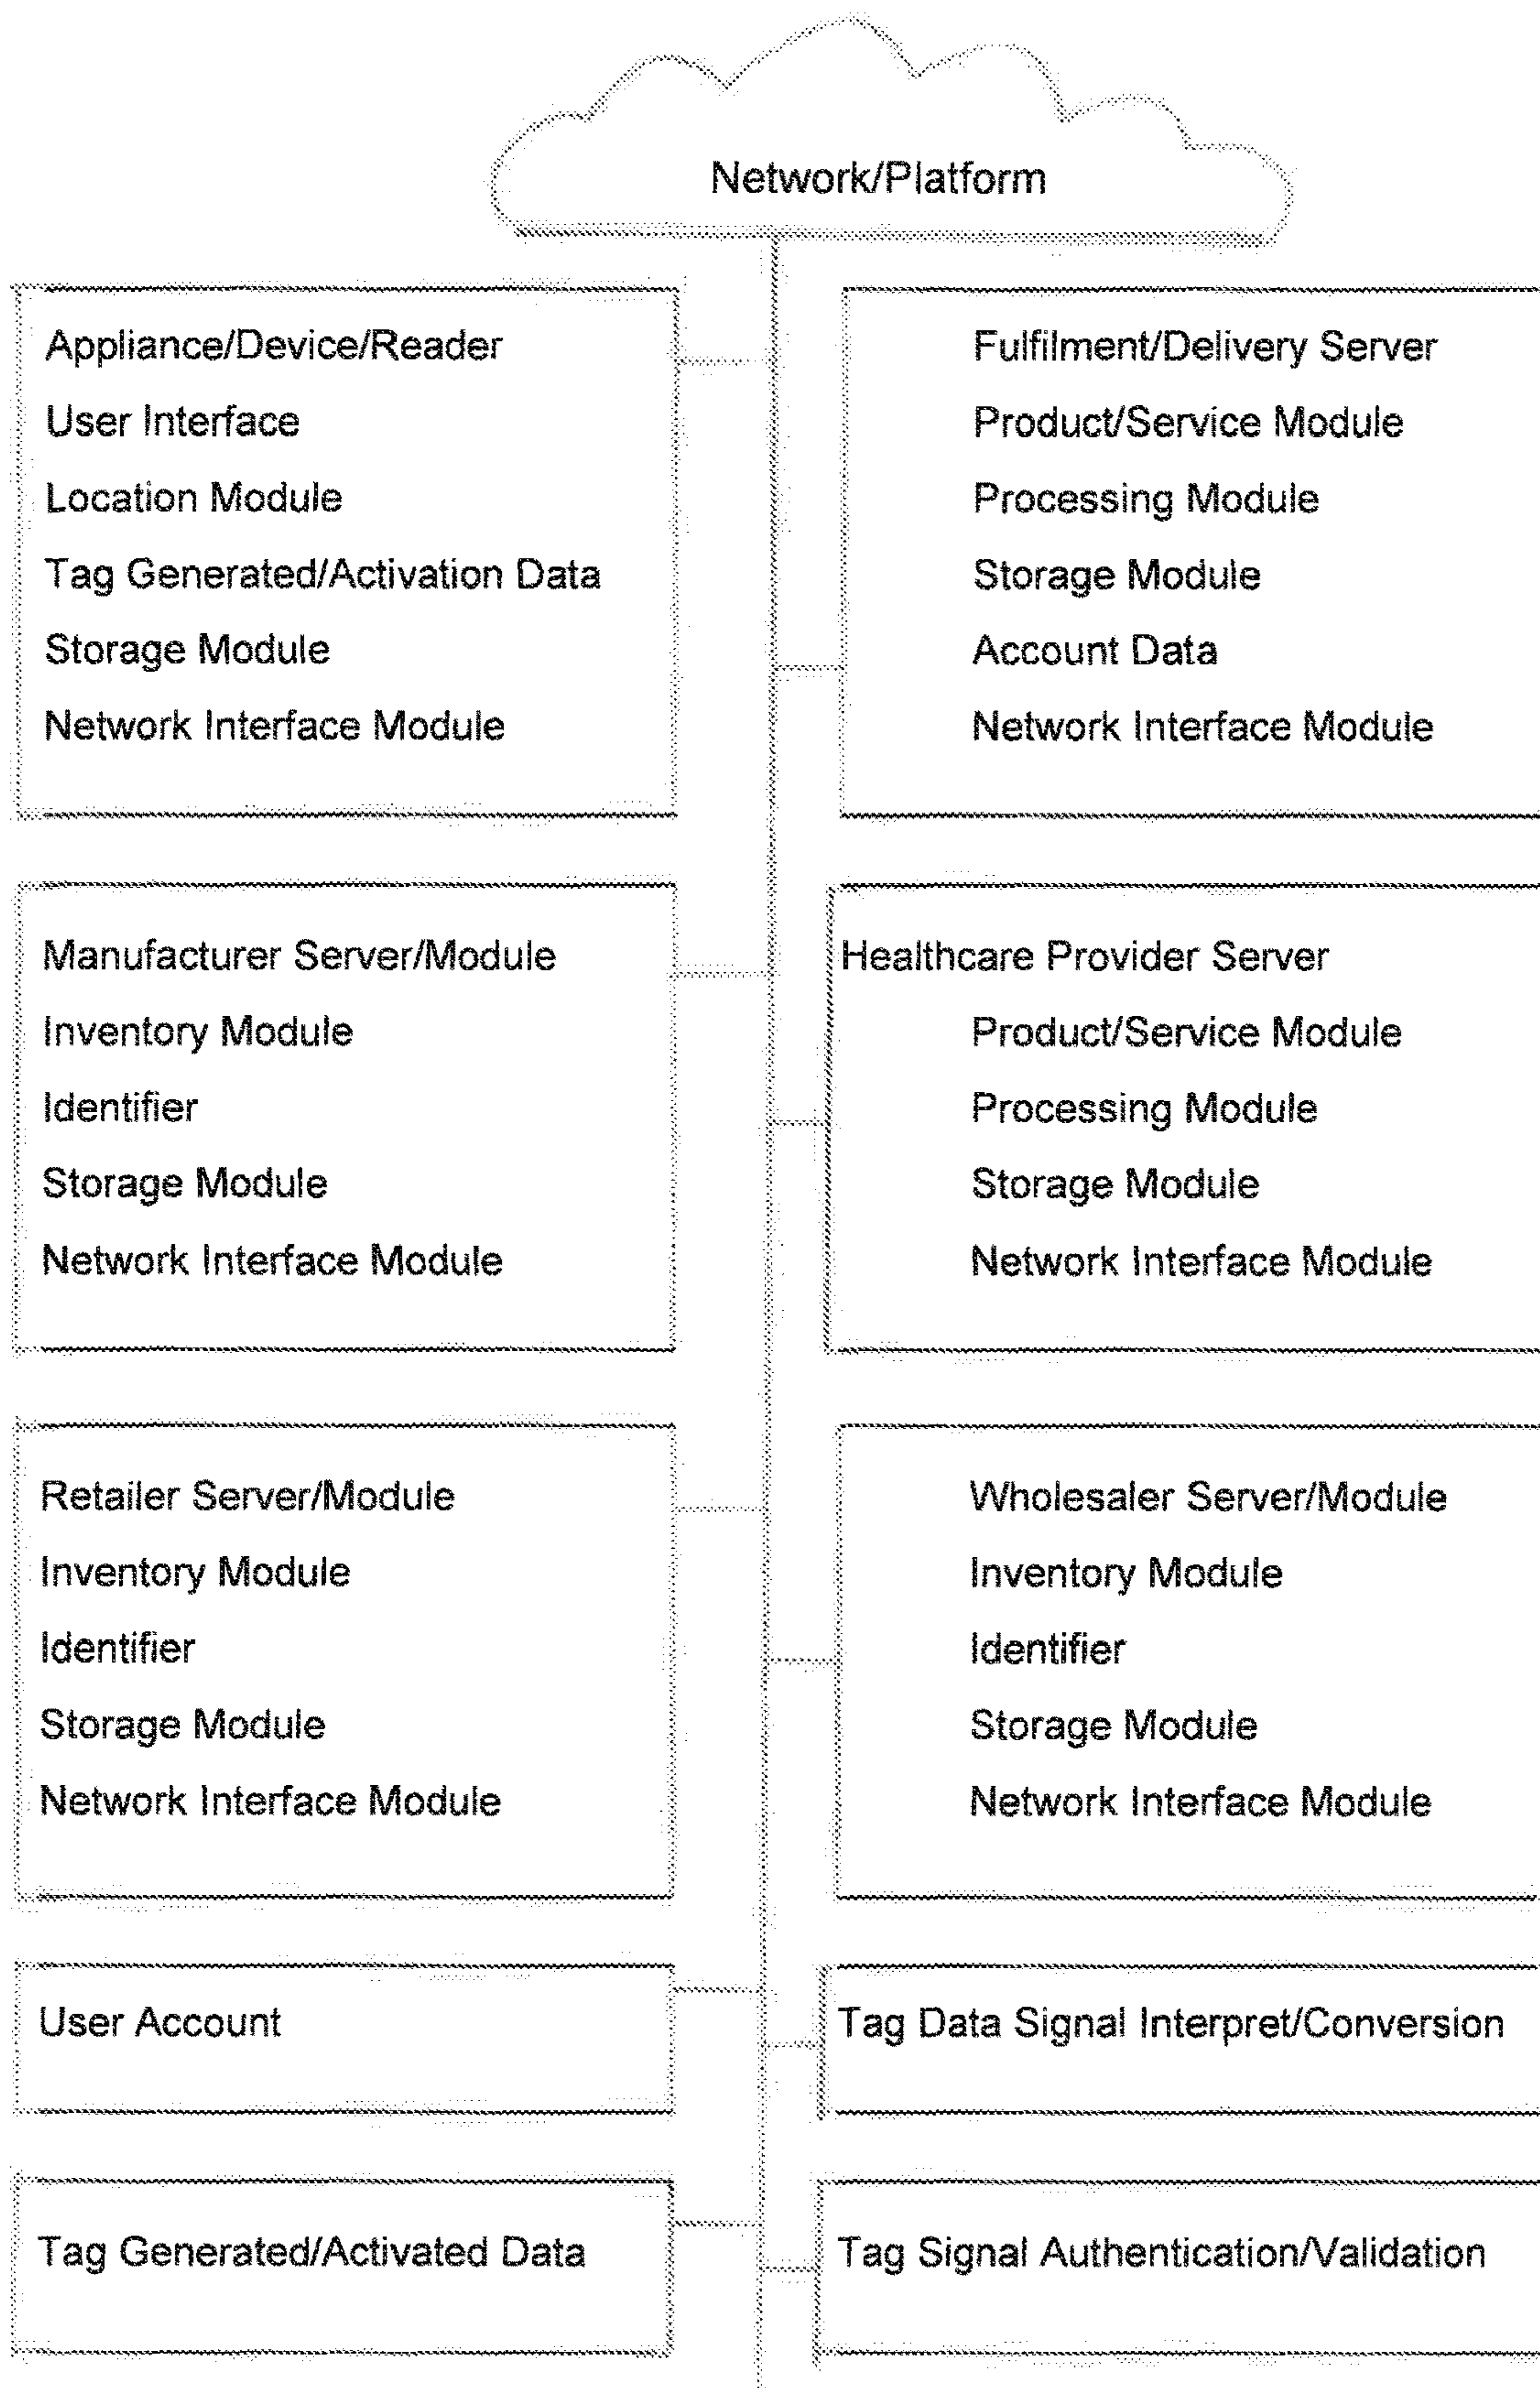 Network/Platform
Appliance/Device/Reader
User Interface
Location Module
Tag Generated/Activation Data
Storage Module
Network Interface Module
Fulfilment/Delivery Server
Product/Service Module
Processing Module
Storage Module
Account Data
Network Interface Module
Manufacturer Server/Module
Inventory Module
Identifier
Storage Module
Network Interface Module
Healthcare Provider Server
Product/Service Module
Processing Module
Storage Module
Network Interface Module
Retailer Server/Module
Inventory Module
Identifier
Storage Module
Network Interface Module
Wholesaler Server/Module
Inventory Module
Identifier
Storage Module
Network Interface Module
User Account
Tag Data Signal Interpret/Conversion
Tag Generated/Activated Data
Tag Signal Authentication/Validation